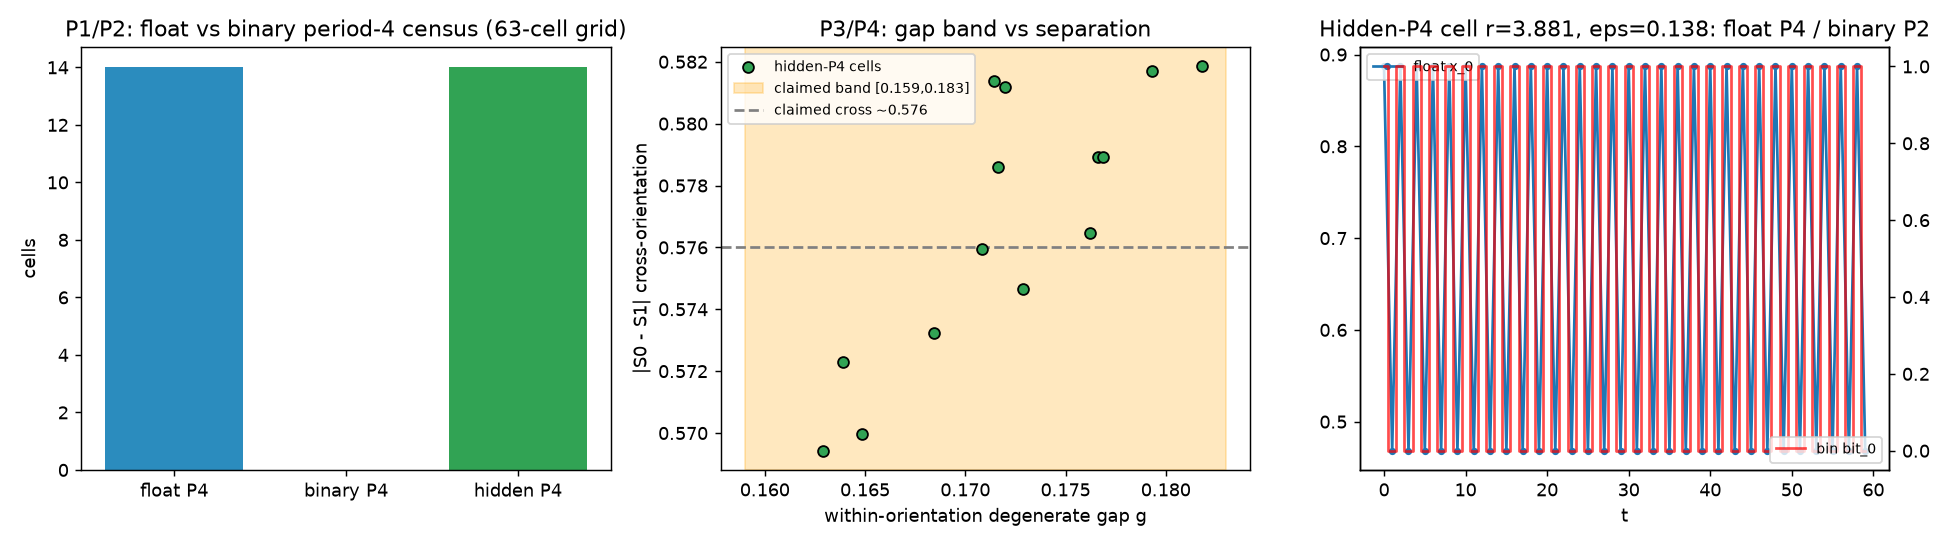 P1/P2: float vs binary period-4 census (63-cell grid)
cells
14
12
10
8
6
4
2
0
float P4
binary P4
hidden P4
P3/P4: gap band vs separation
hidden-P4 cells
claimed band [0.159,0.183]
claimed cross ~0.576
|S0 - S1| cross-orientation
0.582
0.580
0.578
0.576
0.574
0.572
0.570
0.160
0.165
0.170
0.175
0.180
within-orientation degenerate gap g
Hidden-P4 cell r=3.881, eps=0.138: float P4 / binary P2
float x_0
0.9
0.8
0.7
0.6
0.5
1.0
0.8
0.6
0.4
0.2
0.0
bin bit_0
0
10
20
30
40
50
60
t